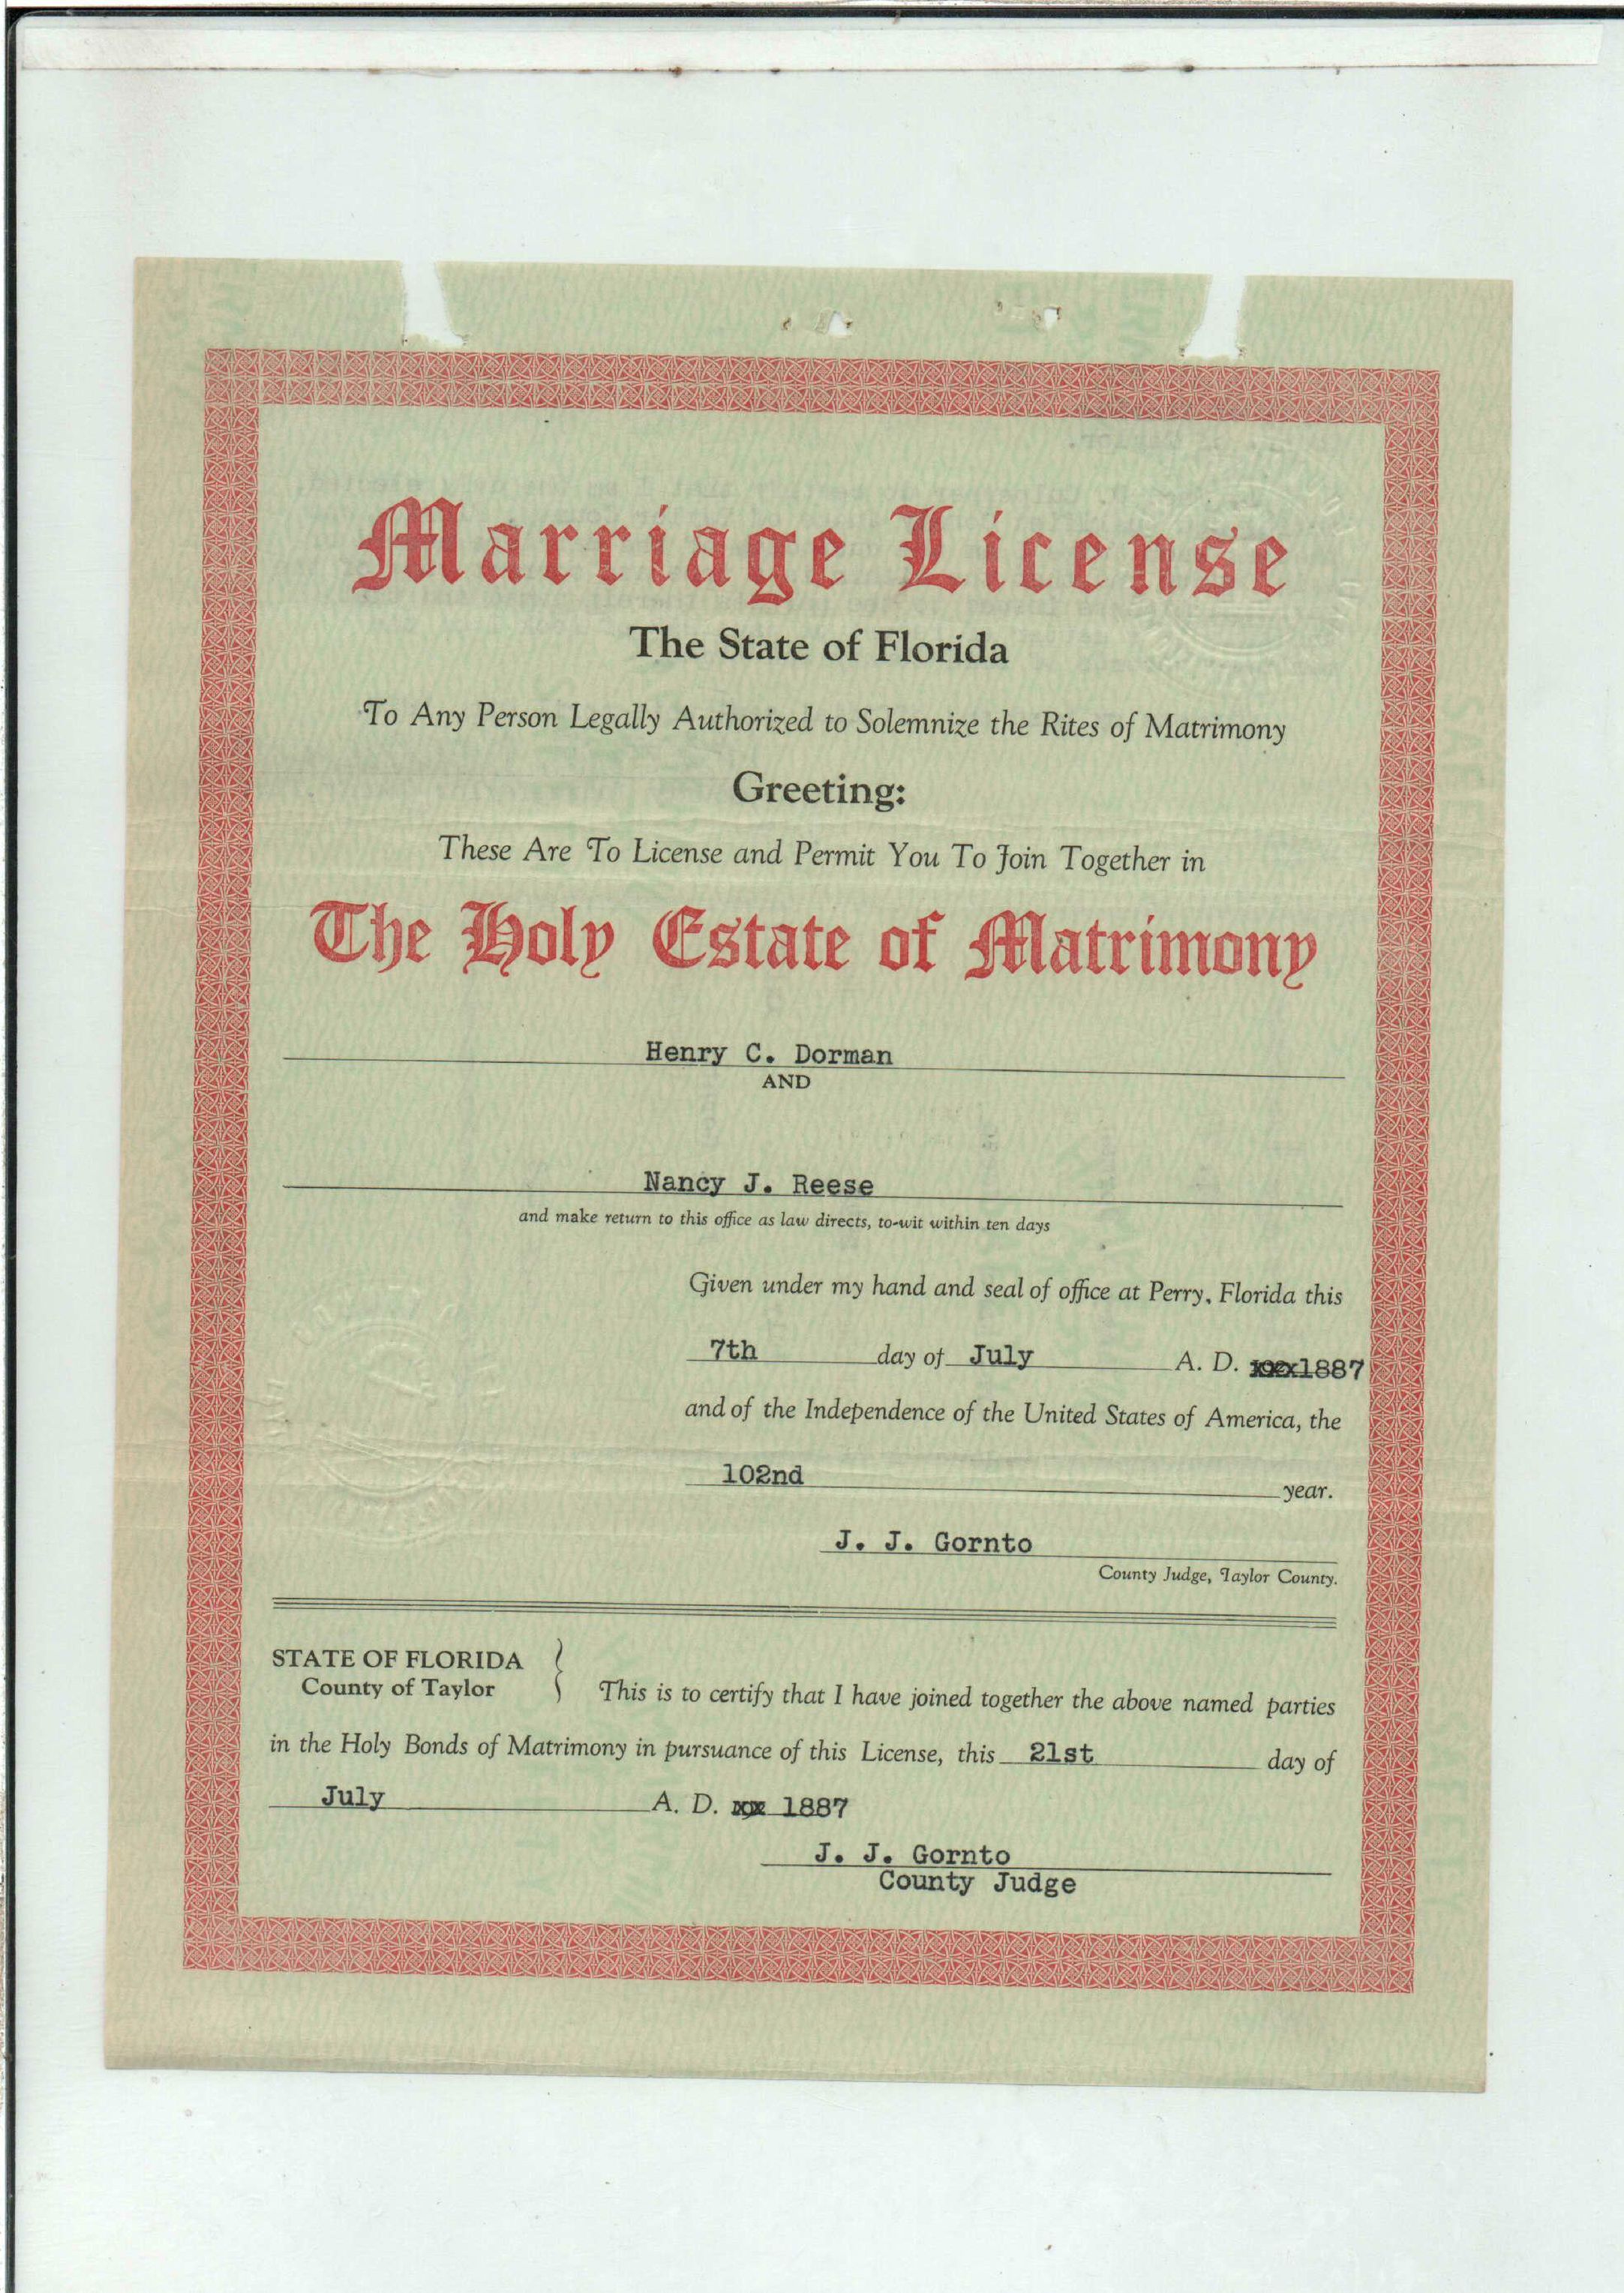 Marriage License
The State of Florida
To Any Person Legally Authorized to Solemnize the Rites of Matrimony
Greeting:
These Are To License and Permit You To Join Together in
The Holy Estate of Matrimony
Henry C. Dorman
AND
Nancy J. Reese
and make return to this office as law directs, to-wit within ten days
Given under my hand and seal of office at Perry, Florida this
7th day of July A. D. 1887
and of the Independence of the United States of America, the
102nd year.
J. J. Gornto
County Judge, Taylor County.
STATE OF FLORIDA
County of Taylor
This is to certify that I have joined together the above named parties
in the Holy Bonds of Matrimony in pursuance of this License, this 21st day of
July A. D. xx 1887
J. J. Gornto
County Judge